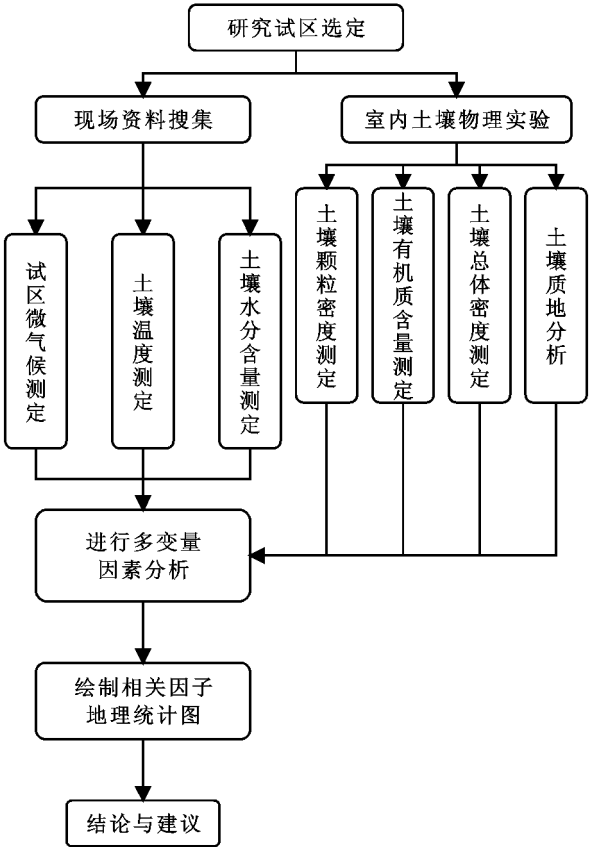 研究试区选定
现场资料搜集
室内土壤物理实验
试区微气候测定
土壤温度测定
土壤水分含量测定
土壤颗粒密度测定
土壤有机质含量测定
土壤总体密度测定
土壤质地分析
进行多变量
因素分析
绘制相关因子
地理统计图
结论与建议